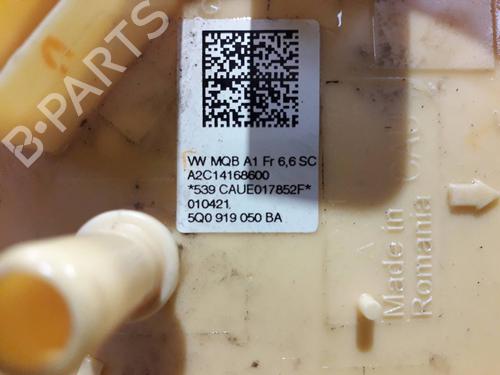 B-PARTS
VW MQB A1 Fr 6,6 SC
A2C14168600
*539 CAUE017852F*
010421
5Q0 919 050 BA
Made in
Romania